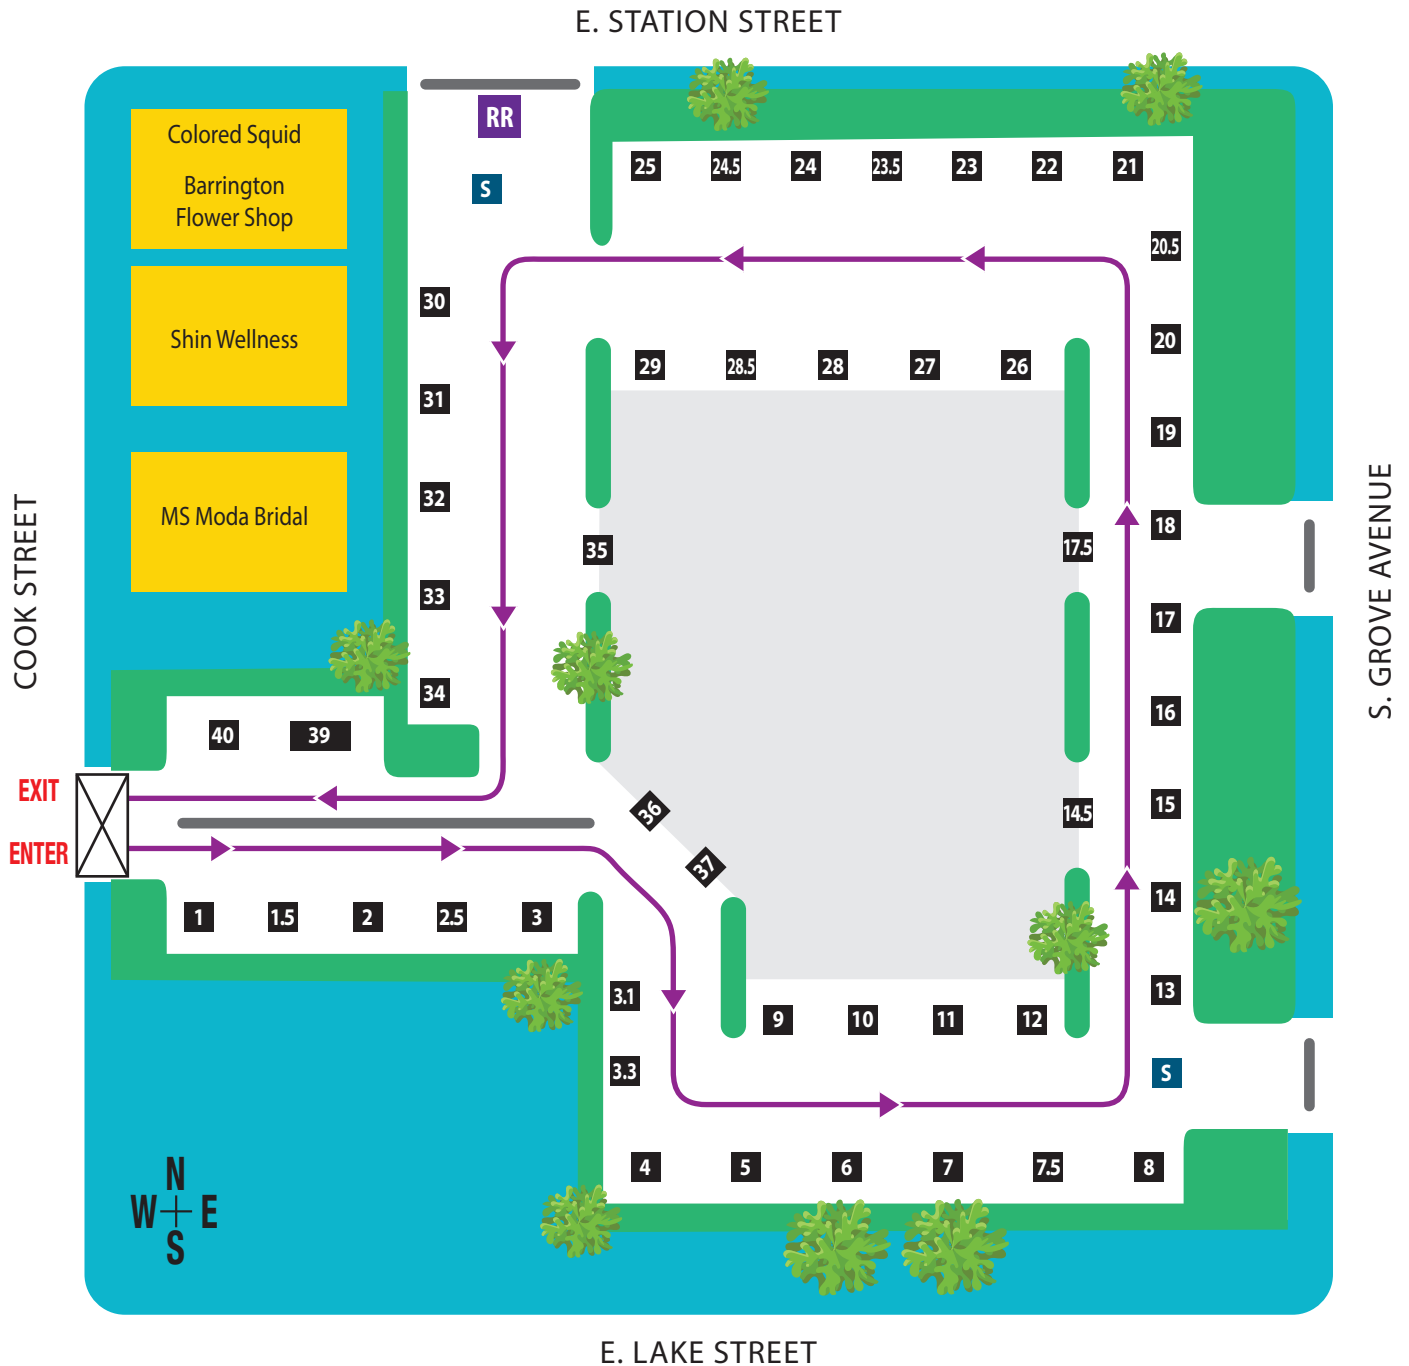 E. STATION STREET
RR
Colored Squid
Barrington
Flower Shop
S
25 24.5 24 23.5 23 22 21
20.5
30
Shin Wellness
20
29 28.5 28 27 26
31
19
32
MS Moda Bridal
18
35
17.5
COOK STREET
S. GROVE AVENUE
33
17
34
16
40 39
EXIT
15
36
14.5
ENTER
37
14
1 1.5 2 2.5 3
3.1
13
9 10 11 12
3.3
S
4 5 6 7 7.5 8
N
W E
S
E. LAKE STREET